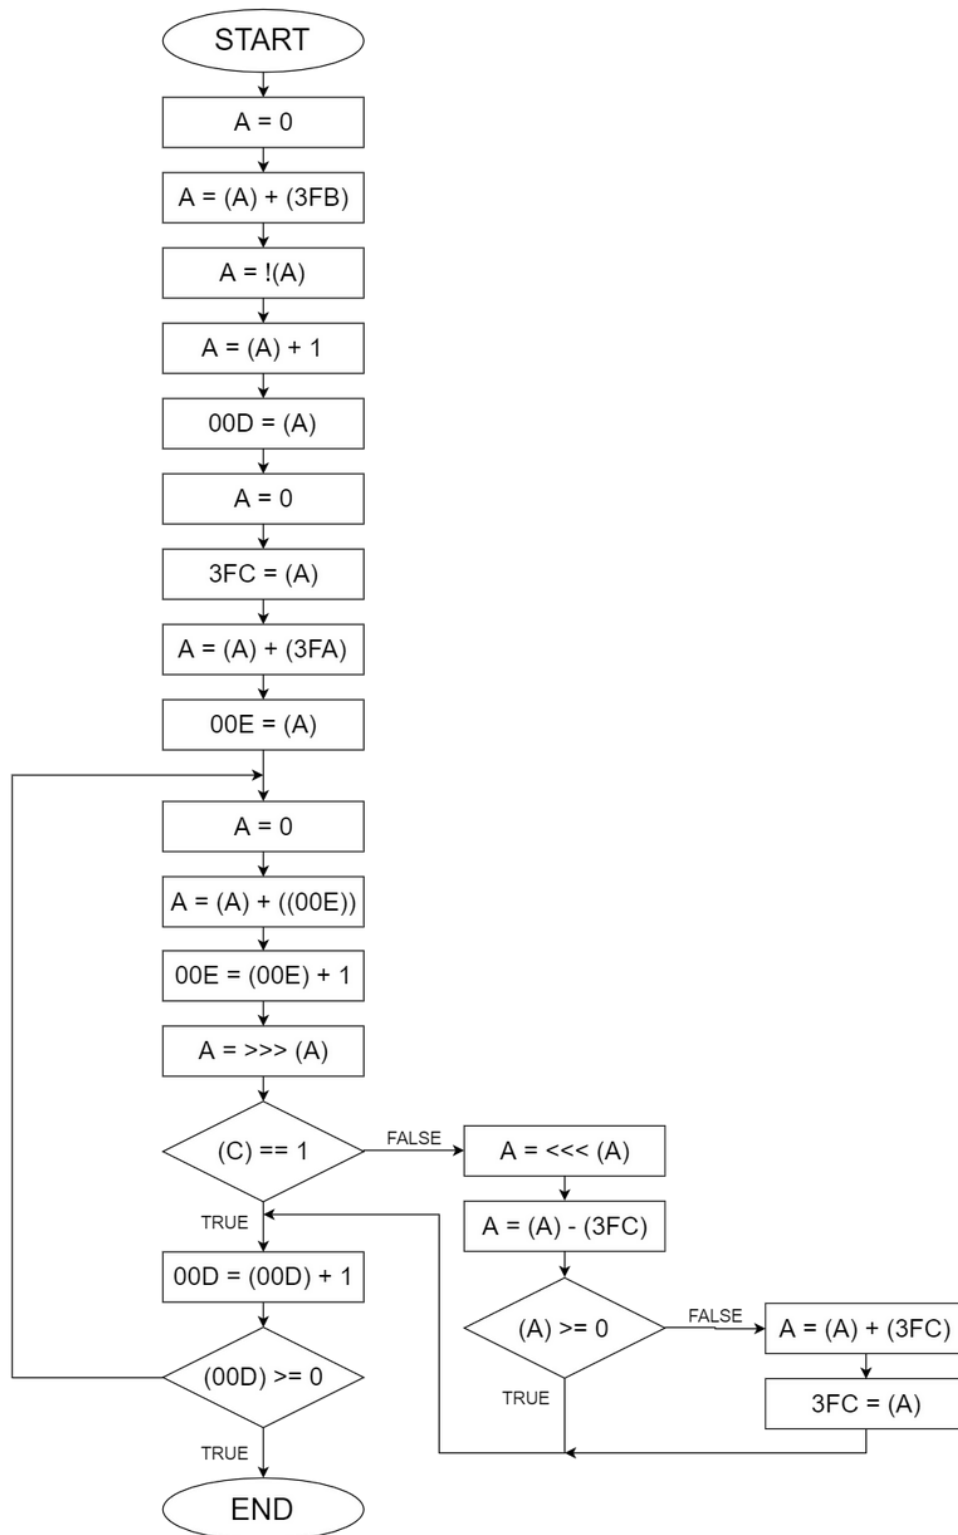 START
A = 0
A = (A) + (3FB)
A = !(A)
A = (A) + 1
00D = (A)
A = 0
3FC = (A)
A = (A) + (3FA)
00E = (A)
A = 0
A = (A) + ((00E))
00E = (00E) + 1
A = >>> (A)
(C) == 1
FALSE
A = <<< (A)
A = (A) - (3FC)
TRUE
00D = (00D) + 1
(A) >= 0
FALSE
A = (A) + (3FC)
3FC = (A)
TRUE
(00D) >= 0
TRUE
END